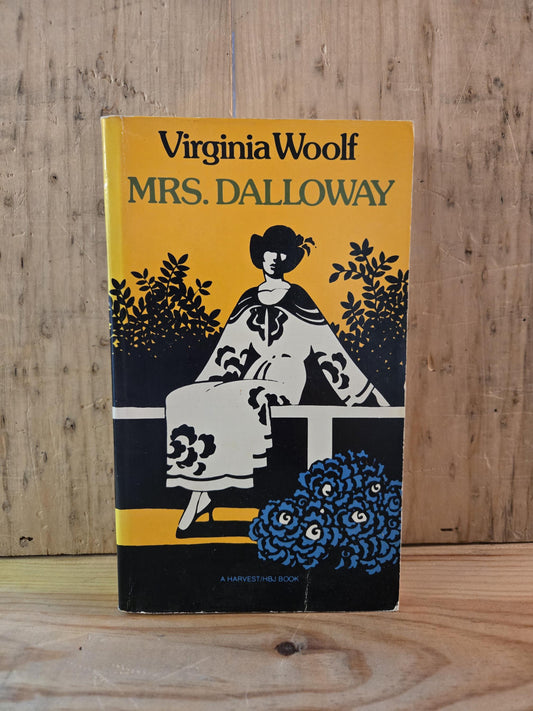 Virginia Woolf
MRS. DALLOWAY
A HARVEST/HBJ BOOK